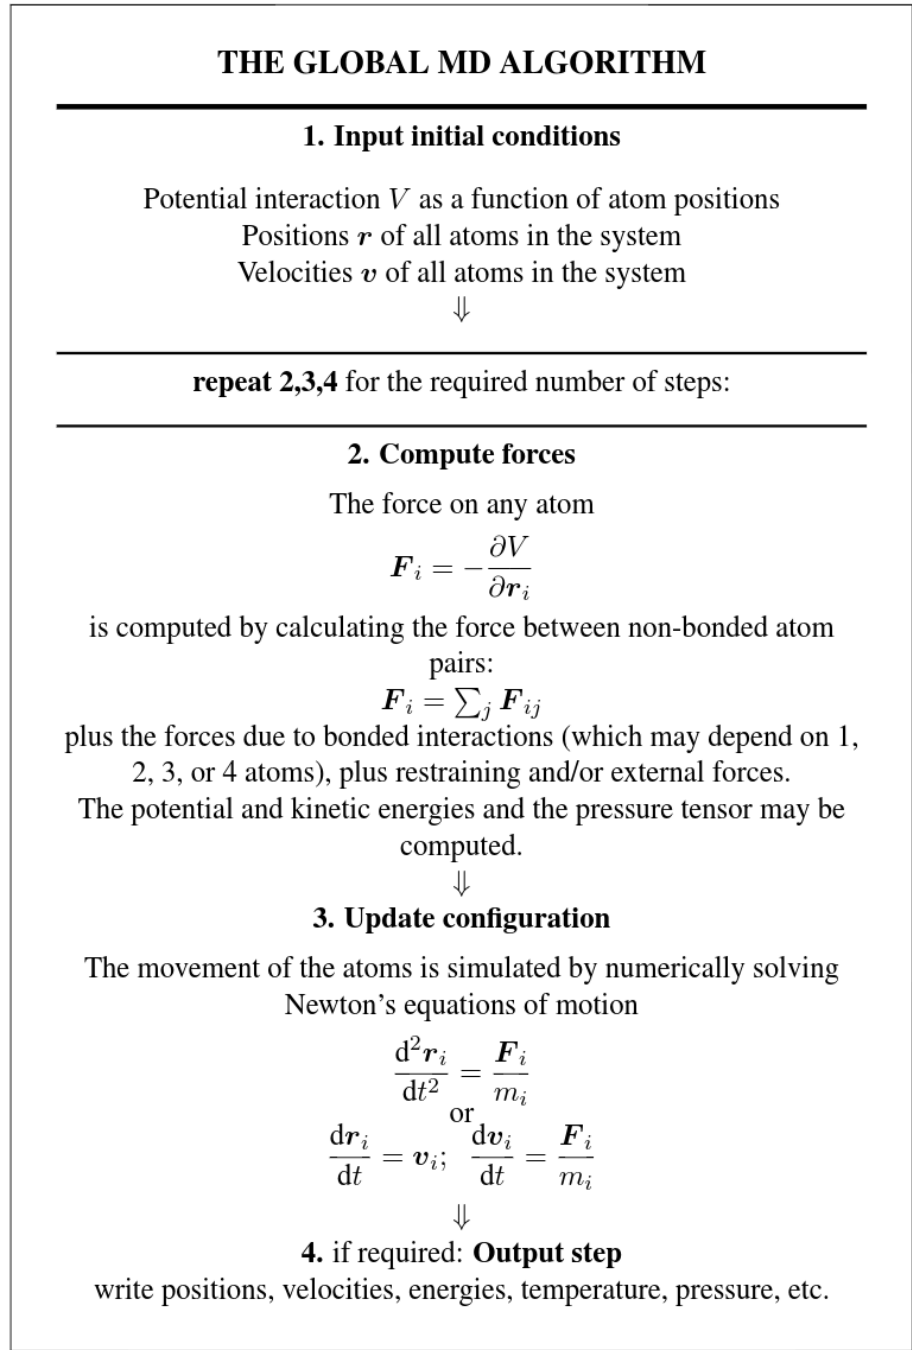 THE GLOBAL MD ALGORITHM
1. Input initial conditions
Potential interaction V as a function of atom positions
Positions r of all atoms in the system
Velocities v of all atoms in the system
⇓
repeat 2,3,4 for the required number of steps:
2. Compute forces
The force on any atom
F_i = −∂V/∂r_i
is computed by calculating the force between non-bonded atom
pairs:
F_i = ∑_j F_ij
plus the forces due to bonded interactions (which may depend on 1,
2, 3, or 4 atoms), plus restraining and/or external forces.
The potential and kinetic energies and the pressure tensor may be
computed.
⇓
3. Update configuration
The movement of the atoms is simulated by numerically solving
Newton’s equations of motion
d²r_i/dt² = F_i/m_i
or
dr_i/dt = v_i; dv_i/dt = F_i/m_i
⇓
4. if required: Output step
write positions, velocities, energies, temperature, pressure, etc.